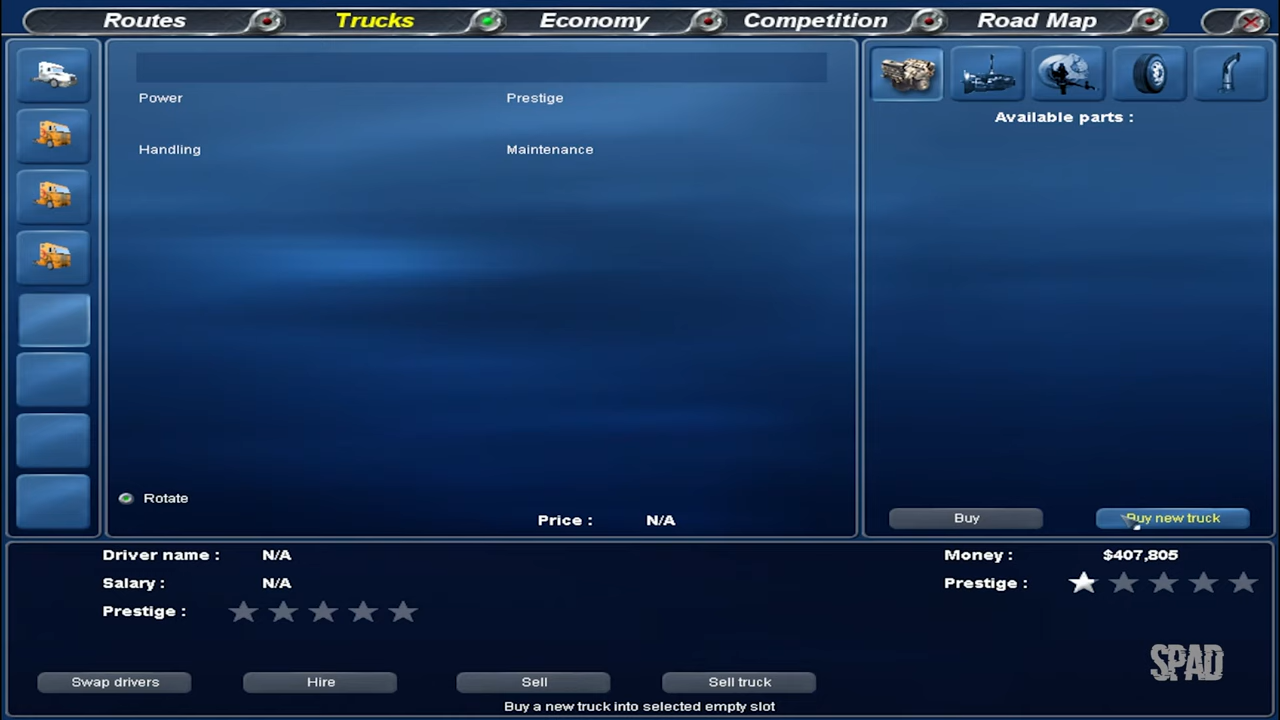 Routes Trucks Economy Competition Road Map
Available parts :
Power Prestige
Handling Maintenance
Rotate
Price : N/A
Buy Buy new truck
Driver name : N/A
Salary : N/A
Prestige :
Money : $407,805
Prestige :
SPAD
Swap drivers Hire Sell Sell truck
Buy a new truck into selected empty slot